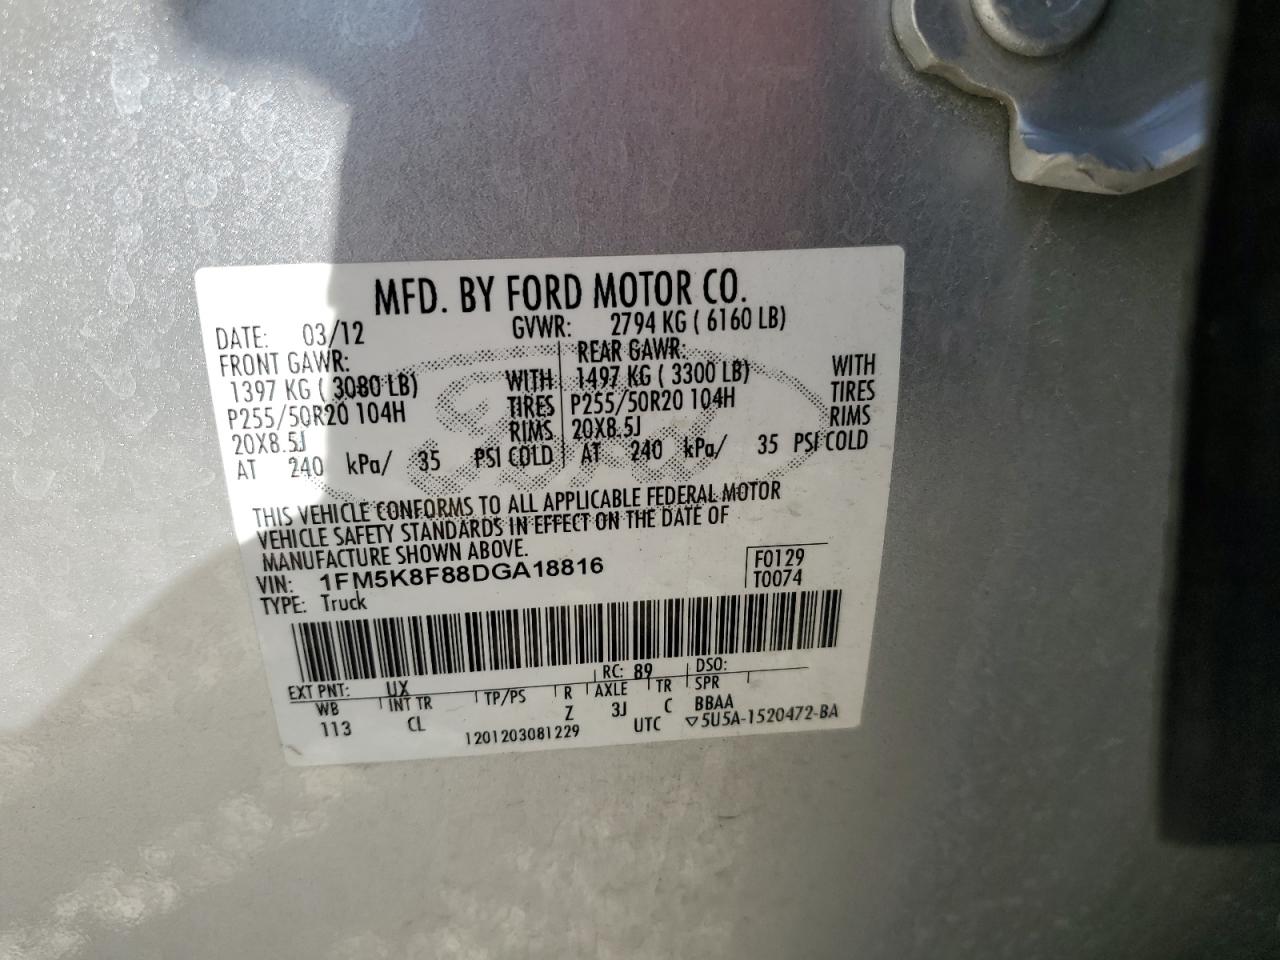 MFD. BY FORD MOTOR CO.
DATE: 03/12 GVWR: 2794 KG ( 6160 LB)
FRONT GAWR: REAR GAWR:
1397 KG ( 3080 LB) WITH 1497 KG ( 3300 LB) WITH
P255/50R20 104H TIRES P255/50R20 104H TIRES
20X8.5J RIMS 20X8.5J RIMS
AT 240 kPa/ 35 PSI COLD AT 240 kPa/ 35 PSI COLD
THIS VEHICLE CONFORMS TO ALL APPLICABLE FEDERAL MOTOR
VEHICLE SAFETY STANDARDS IN EFFECT ON THE DATE OF
MANUFACTURE SHOWN ABOVE.
VIN: 1FM5K8F88DGA18816 F0129
TYPE: Truck T0074
EXT PNT: UX RC: 89 DSO:
WB INT TR TP/PS R AXLE TR SPR
113 CL Z 3J C BBAA
1201203081229 UTC ▽5U5A-1520472-BA